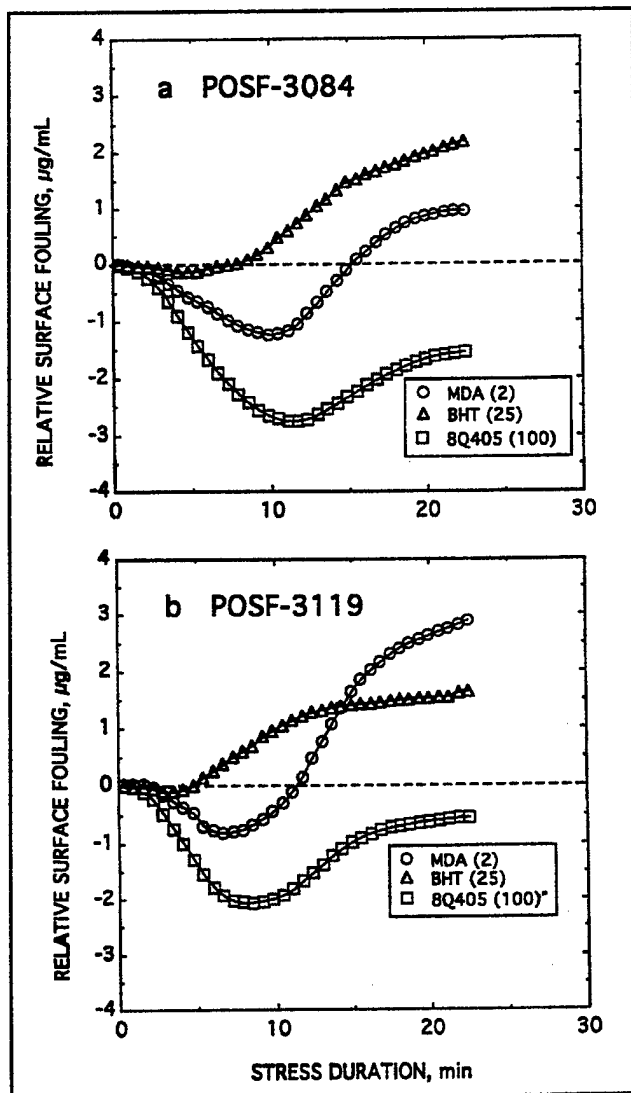 a POSF-3084
RELATIVE SURFACE FOULING, µg/mL
4
3
2
1
0
-1
-2
-3
-4
0 10 20 30
MDA (2)
BHT (25)
8Q405 (100)
b POSF-3119
RELATIVE SURFACE FOULING, µg/mL
4
3
2
1
0
-1
-2
-3
-4
0 10 20 30
MDA (2)
BHT (25)
8Q405 (100)"
STRESS DURATION, min